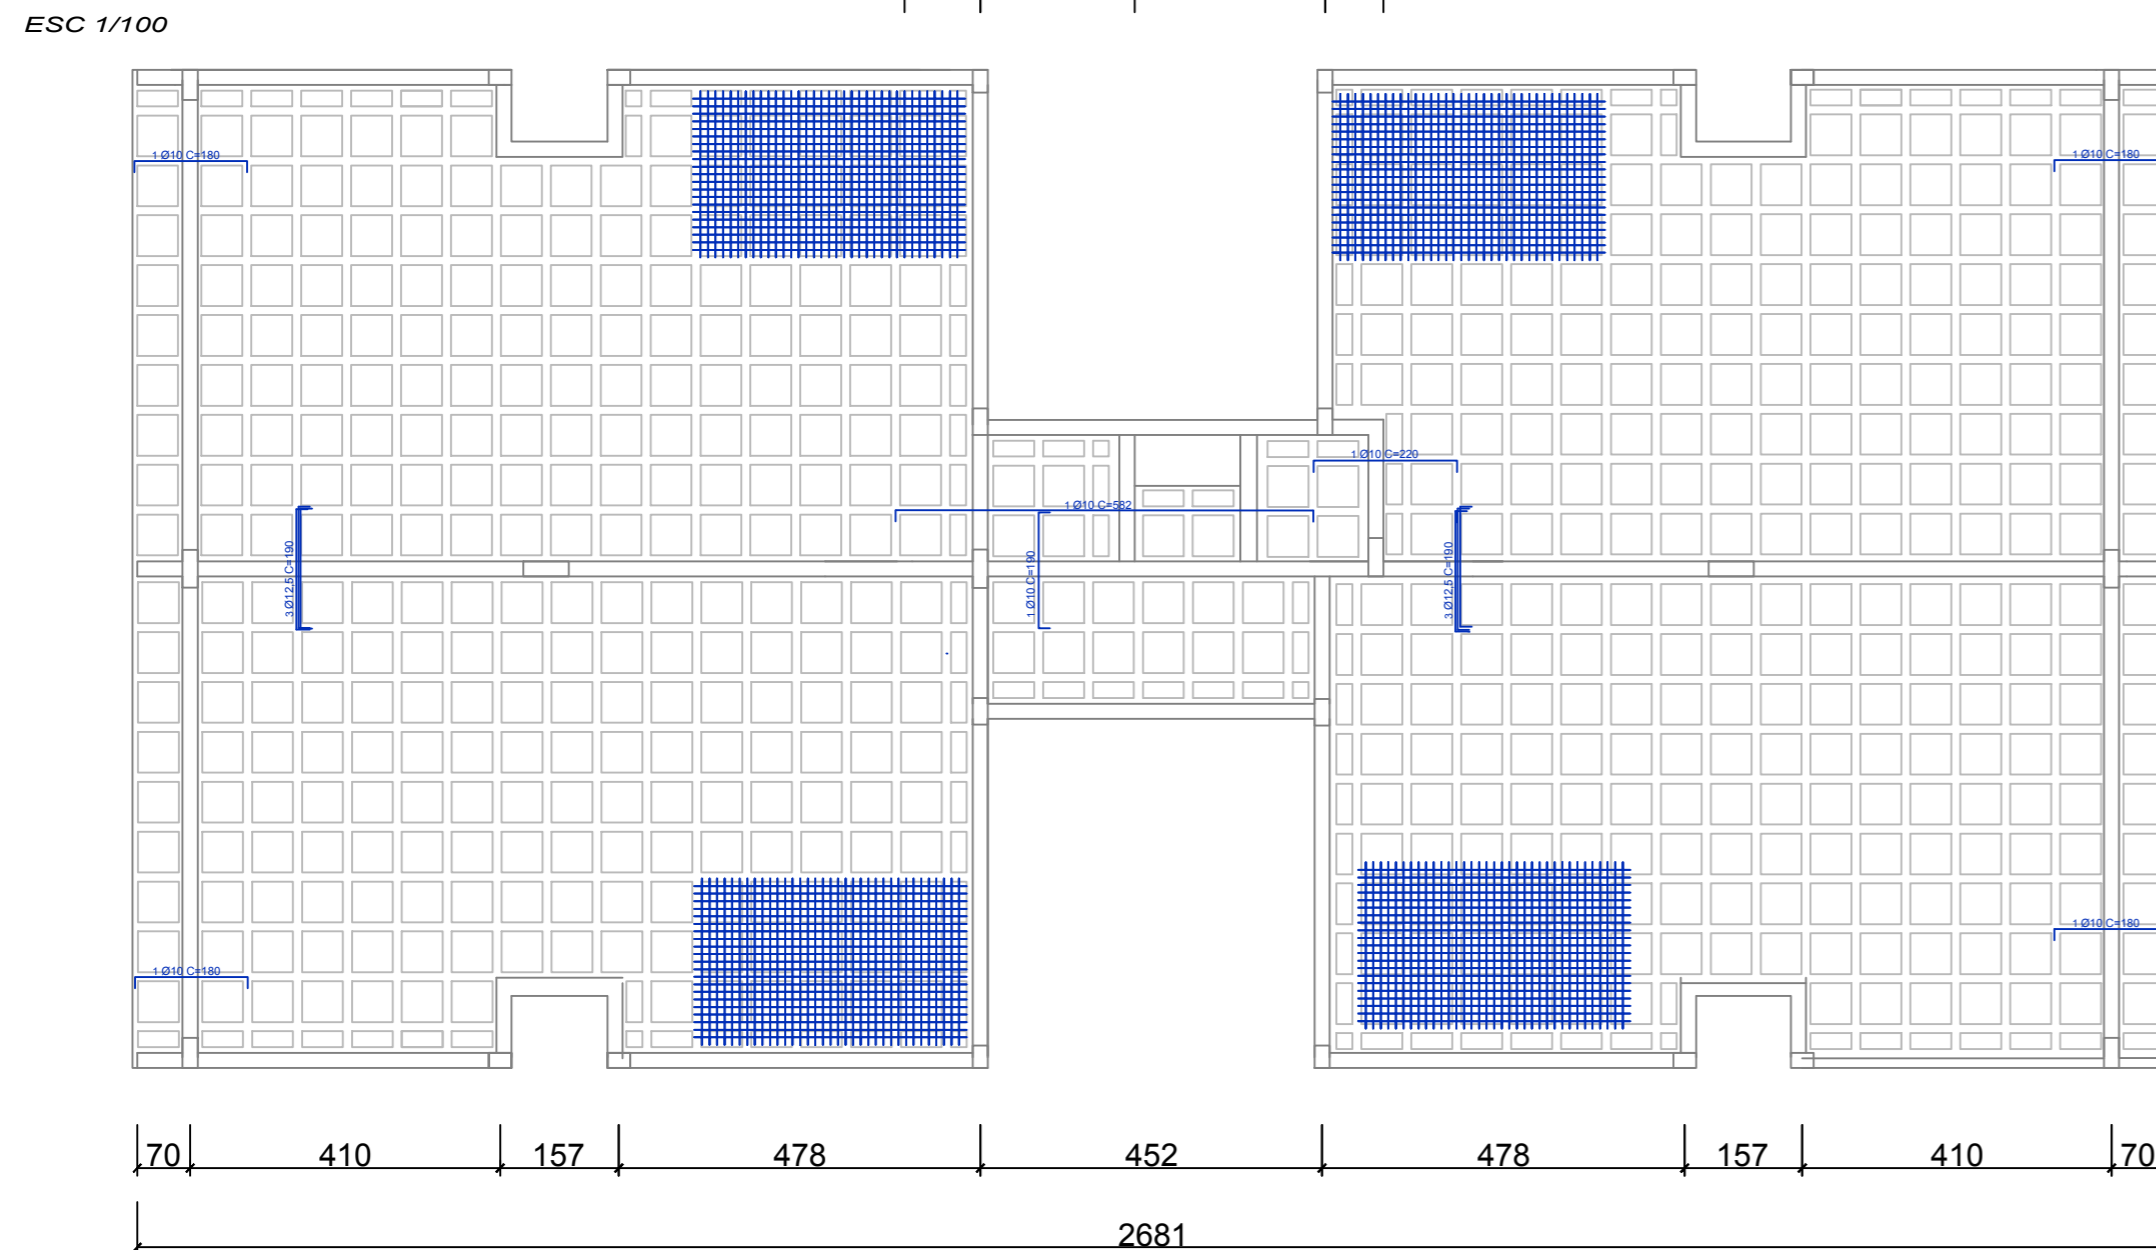 ESC 1/100
1 Ø10 C=180
1 Ø10 C=180
1 Ø10 C=220
1 Ø10 C=582
3 Ø12,5 C=190
1 Ø10 C=190
3 Ø12,5 C=190
1 Ø10 C=180
1 Ø10 C=180
70 410 157 478 452 478 157 410 70
2681